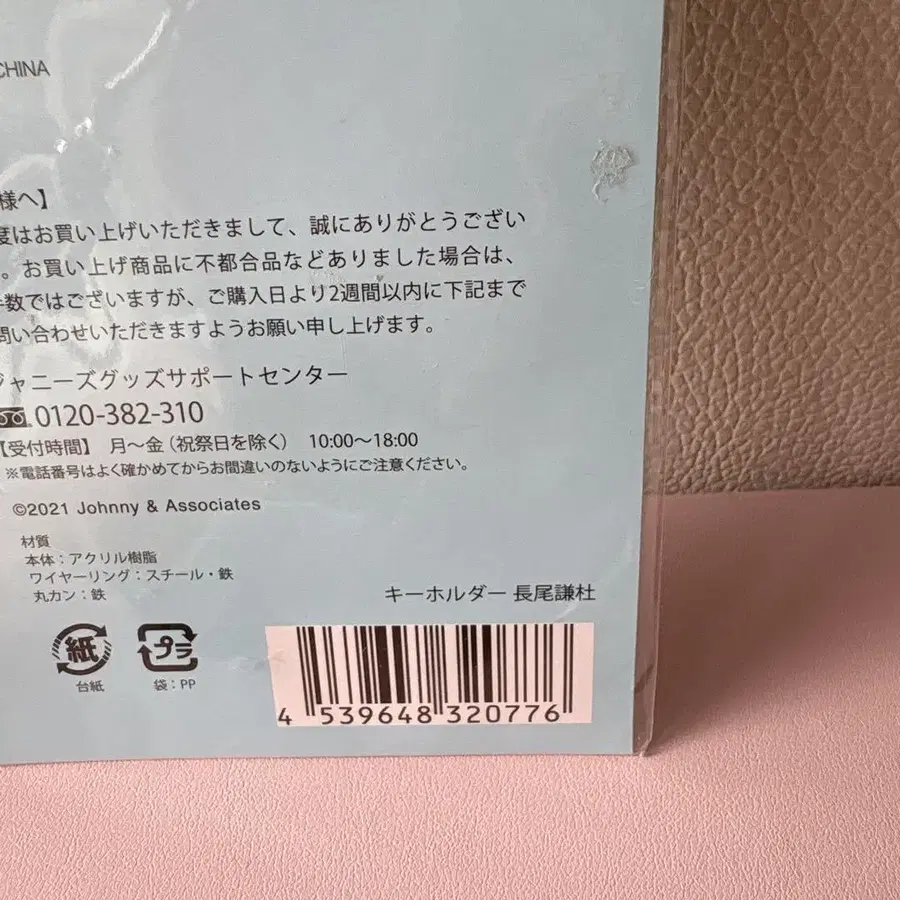 CHINA
様へ】
度はお買い上げいただきまして、誠にありがとうござい
。お買い上げ商品に不都合品などありました場合は、
数ではございますが、ご購入日より2週間以内に下記まで
問い合わせいただきますようお願い申し上げます。
ジャニーズグッズサポートセンター
0120-382-310
【受付時間】 月～金（祝祭日を除く） 10:00～18:00
※電話番号はよく確かめてからお間違いのないようにご注意ください。
©2021 Johnny & Associates
材質
本体：アクリル樹脂
ワイヤーリング：スチール・鉄
丸カン：鉄
キーホルダー 長尾謙杜
紙 プラ
台紙 袋：PP
4 539648 320776